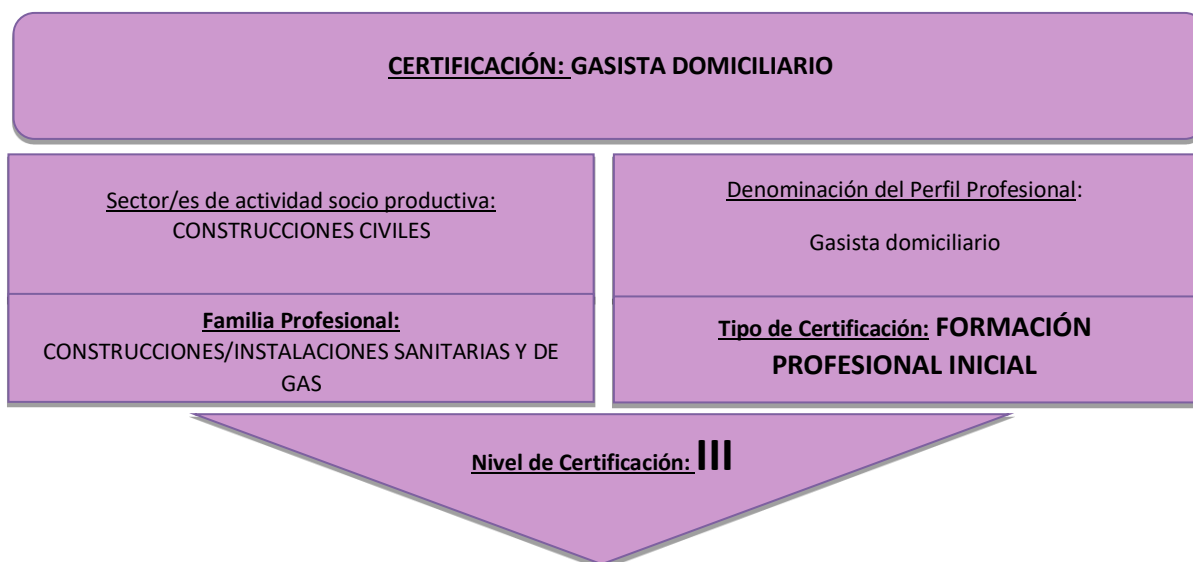 CERTIFICACIÓN: GASISTA DOMICILIARIO
Sector/es de actividad socio productiva:
CONSTRUCCIONES CIVILES
Denominación del Perfil Profesional:
Gasista domiciliario
Familia Profesional:
CONSTRUCCIONES/INSTALACIONES SANITARIAS Y DE
GAS
Tipo de Certificación: FORMACIÓN
PROFESIONAL INICIAL
Nivel de Certificación: III